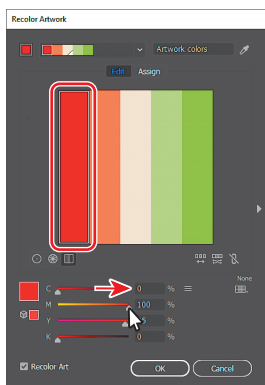 Recolor Artwork
Artwork colors
Edit Assign
C 0 %
None
M 100 %
Y %
K 0 %
Recolor Art OK Cancel